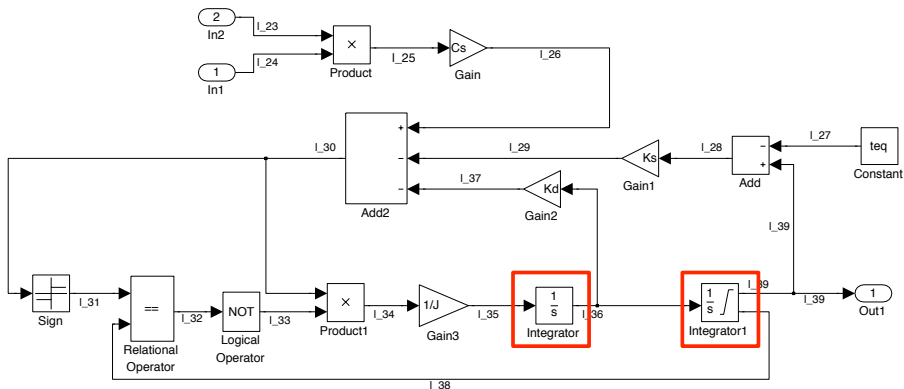 2
In2
l_23
1
In1
l_24
×
Product
l_25
Cs
Gain
l_26
l_30
+
−
−
Add2
l_29
Ks
Gain1
l_28
−
+
Add
l_27
teq
Constant
l_37
Kd
Gain2
l_39
Sign
l_31
==
Relational
Operator
l_32
NOT
Logical
Operator
l_33
×
Product1
l_34
1/J
Gain3
l_35
1
s
Integrator
l_36
1
s
Integrator1
l_39
l_39
1
Out1
l_38